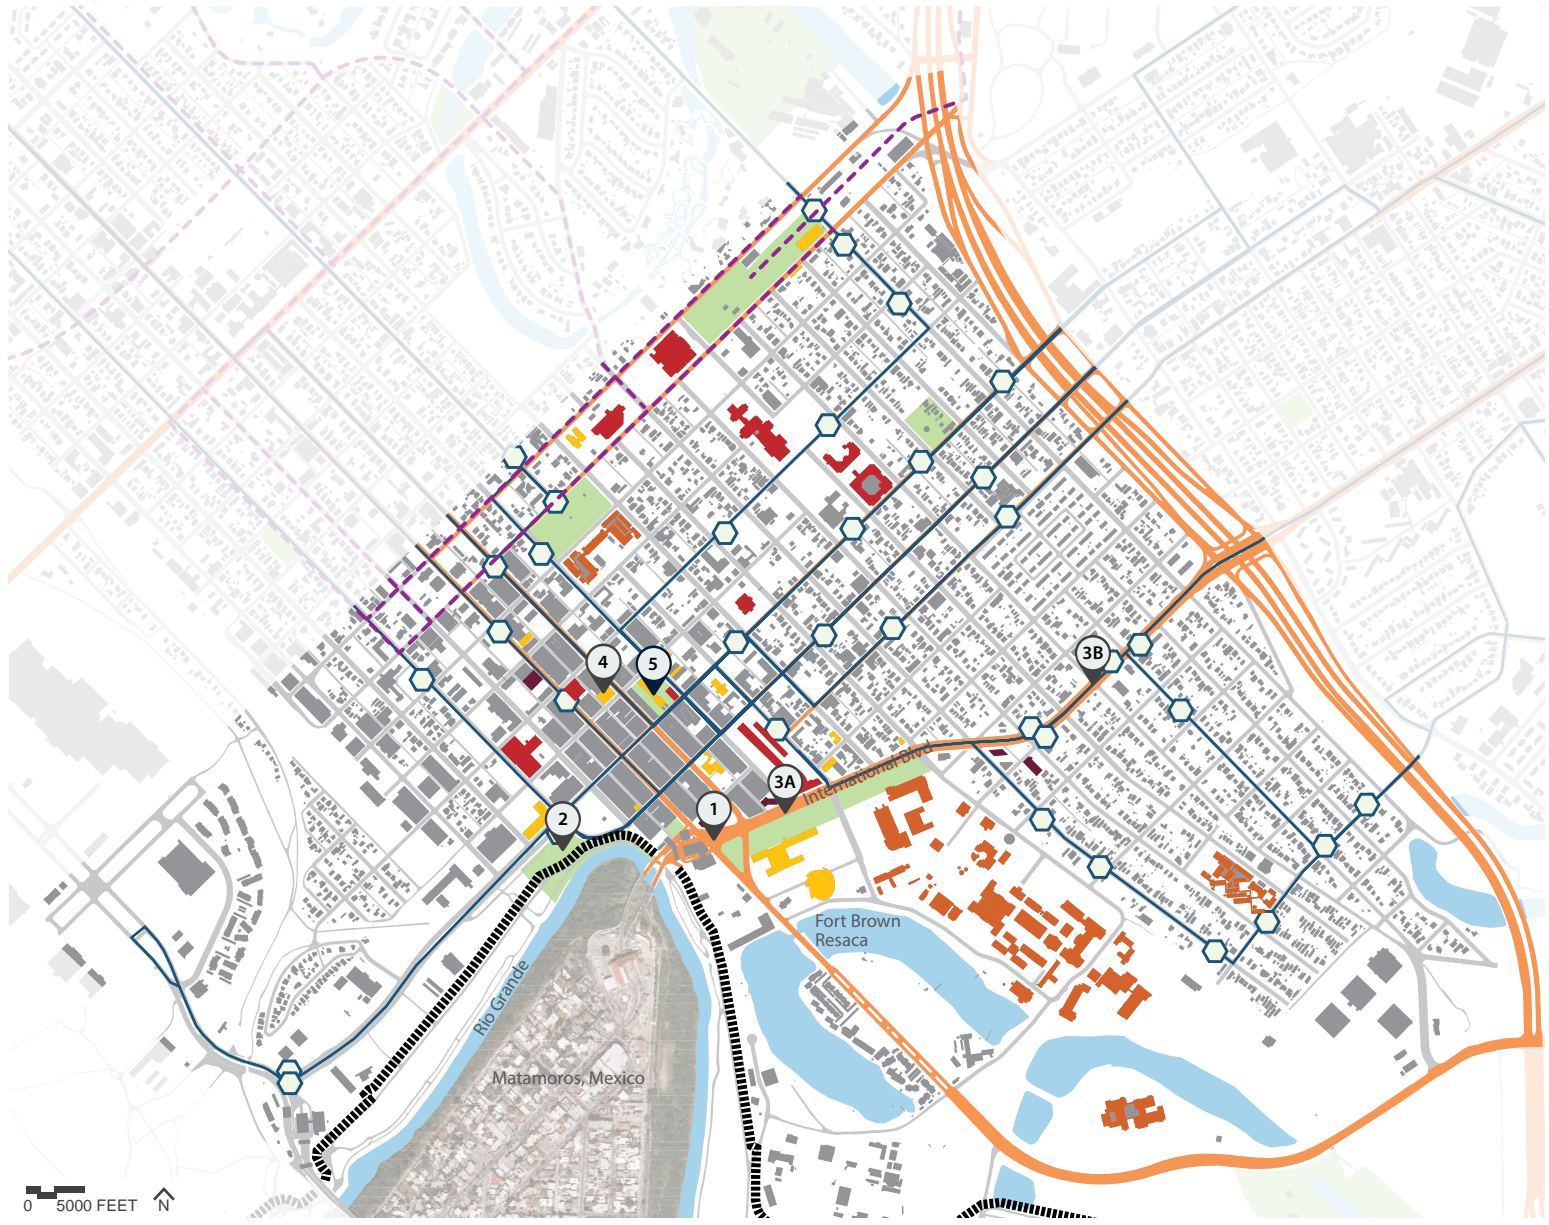 3B
4
5
3A
International Blvd
1
2
Fort Brown
Resaca
Rio Grande
Matamoros, Mexico
0 5000 FEET N